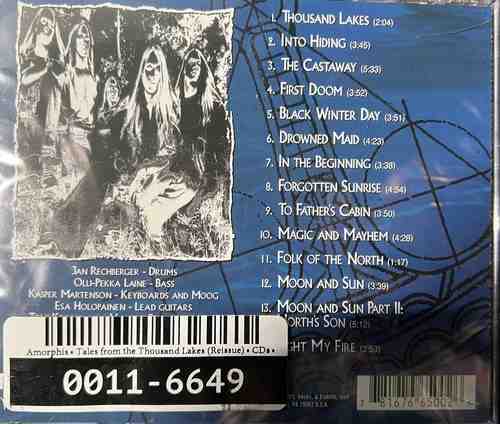 1. Thousand Lakes (2:04)
2. Into Hiding (3:45)
3. The Castaway (5:33)
4. First Doom (3:52)
5. Black Winter Day (3:51)
6. Drowned Maid (4:23)
7. In the Beginning (3:38)
8. Forgotten Sunrise (4:54)
9. To Father's Cabin (3:50)
10. Magic and Mayhem (4:28)
11. Folk of the North (1:17)
12. Moon and Sun (3:39)
13. Moon and Sun Part II:
North's Son (5:12)
ght My Fire
Jan Rechberger - Drums
Olli-Pekka Laine - Bass
Kasper Martenson - Keyboards and Moog
Esa Holopainen - Lead guitars
Amorphis • Tales from the Thousand Lakes (Reissue) • CDs •
0011-6649